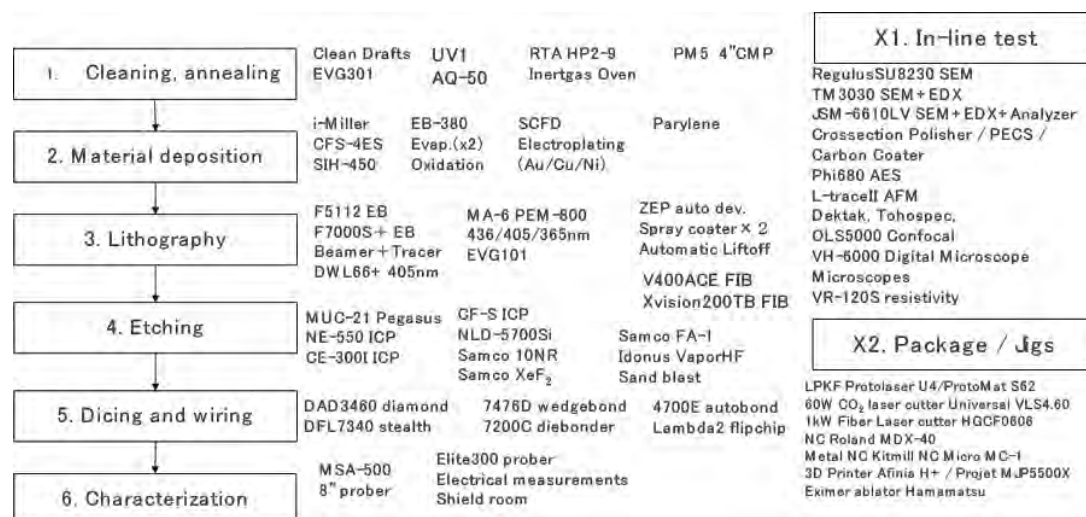 1. Cleaning, annealing
Clean Drafts UV1 RTA HP2-9 PM5 4"CMP
EVG301 AQ-50 Inertgas Oven
2. Material deposition
i-Miller EB-380 SCFD Parylene
CFS-4ES Evap.(x2) Electroplating
SIH-450 Oxidation (Au/Cu/Ni)
3. Lithography
F5112 EB MA-6 PEM-800 ZEP auto dev.
F7000S+ EB 436/405/365nm Spray coater × 2
Beamer+Tracer EVG101 Automatic Liftoff
DWL66+ 405nm
V400ACE FIB
Xvision200TB FIB
4. Etching
MUC-21 Pegasus CF-S ICP
NE-550 ICP NLD-5700Si Samco FA-1
CE-300I ICP Samco 10NR Idonus VaporHF
Samco XeF₂ Sand blast
5. Dicing and wiring
DAD3460 diamond 7476D wedgebond 4700E autobond
DFL7340 stealth 7200C diebonder Lambda2 flipchip
6. Characterization
MSA-500 Elite300 prober
8"prober Electrical measurements
Shield room
X1. In-line test
RegulusSU8230 SEM
TM3030 SEM+EDX
JSM-6610LV SEM+EDX+Analyzer
Crossection Polisher / PECS /
Carbon Coater
Phi680 AES
L-traceII AFM
Dektak, Tohospec,
OLS5000 Confocal
VH-6000 Digital Microscope
Microscopes
VR-120S resistivity
X2. Package / Jigs
LPKF Protolaser U4/ProtoMat S62
60W CO₂ laser cutter Universal VLS4.60
1kW Fiber Laser cutter HGCF0606
NC Roland MDX-40
Metal NC Kitmill NC Micro MC-1
3D Printer Afinia H+ / Projet MJP5500X
Eximer ablator Hamamatsu